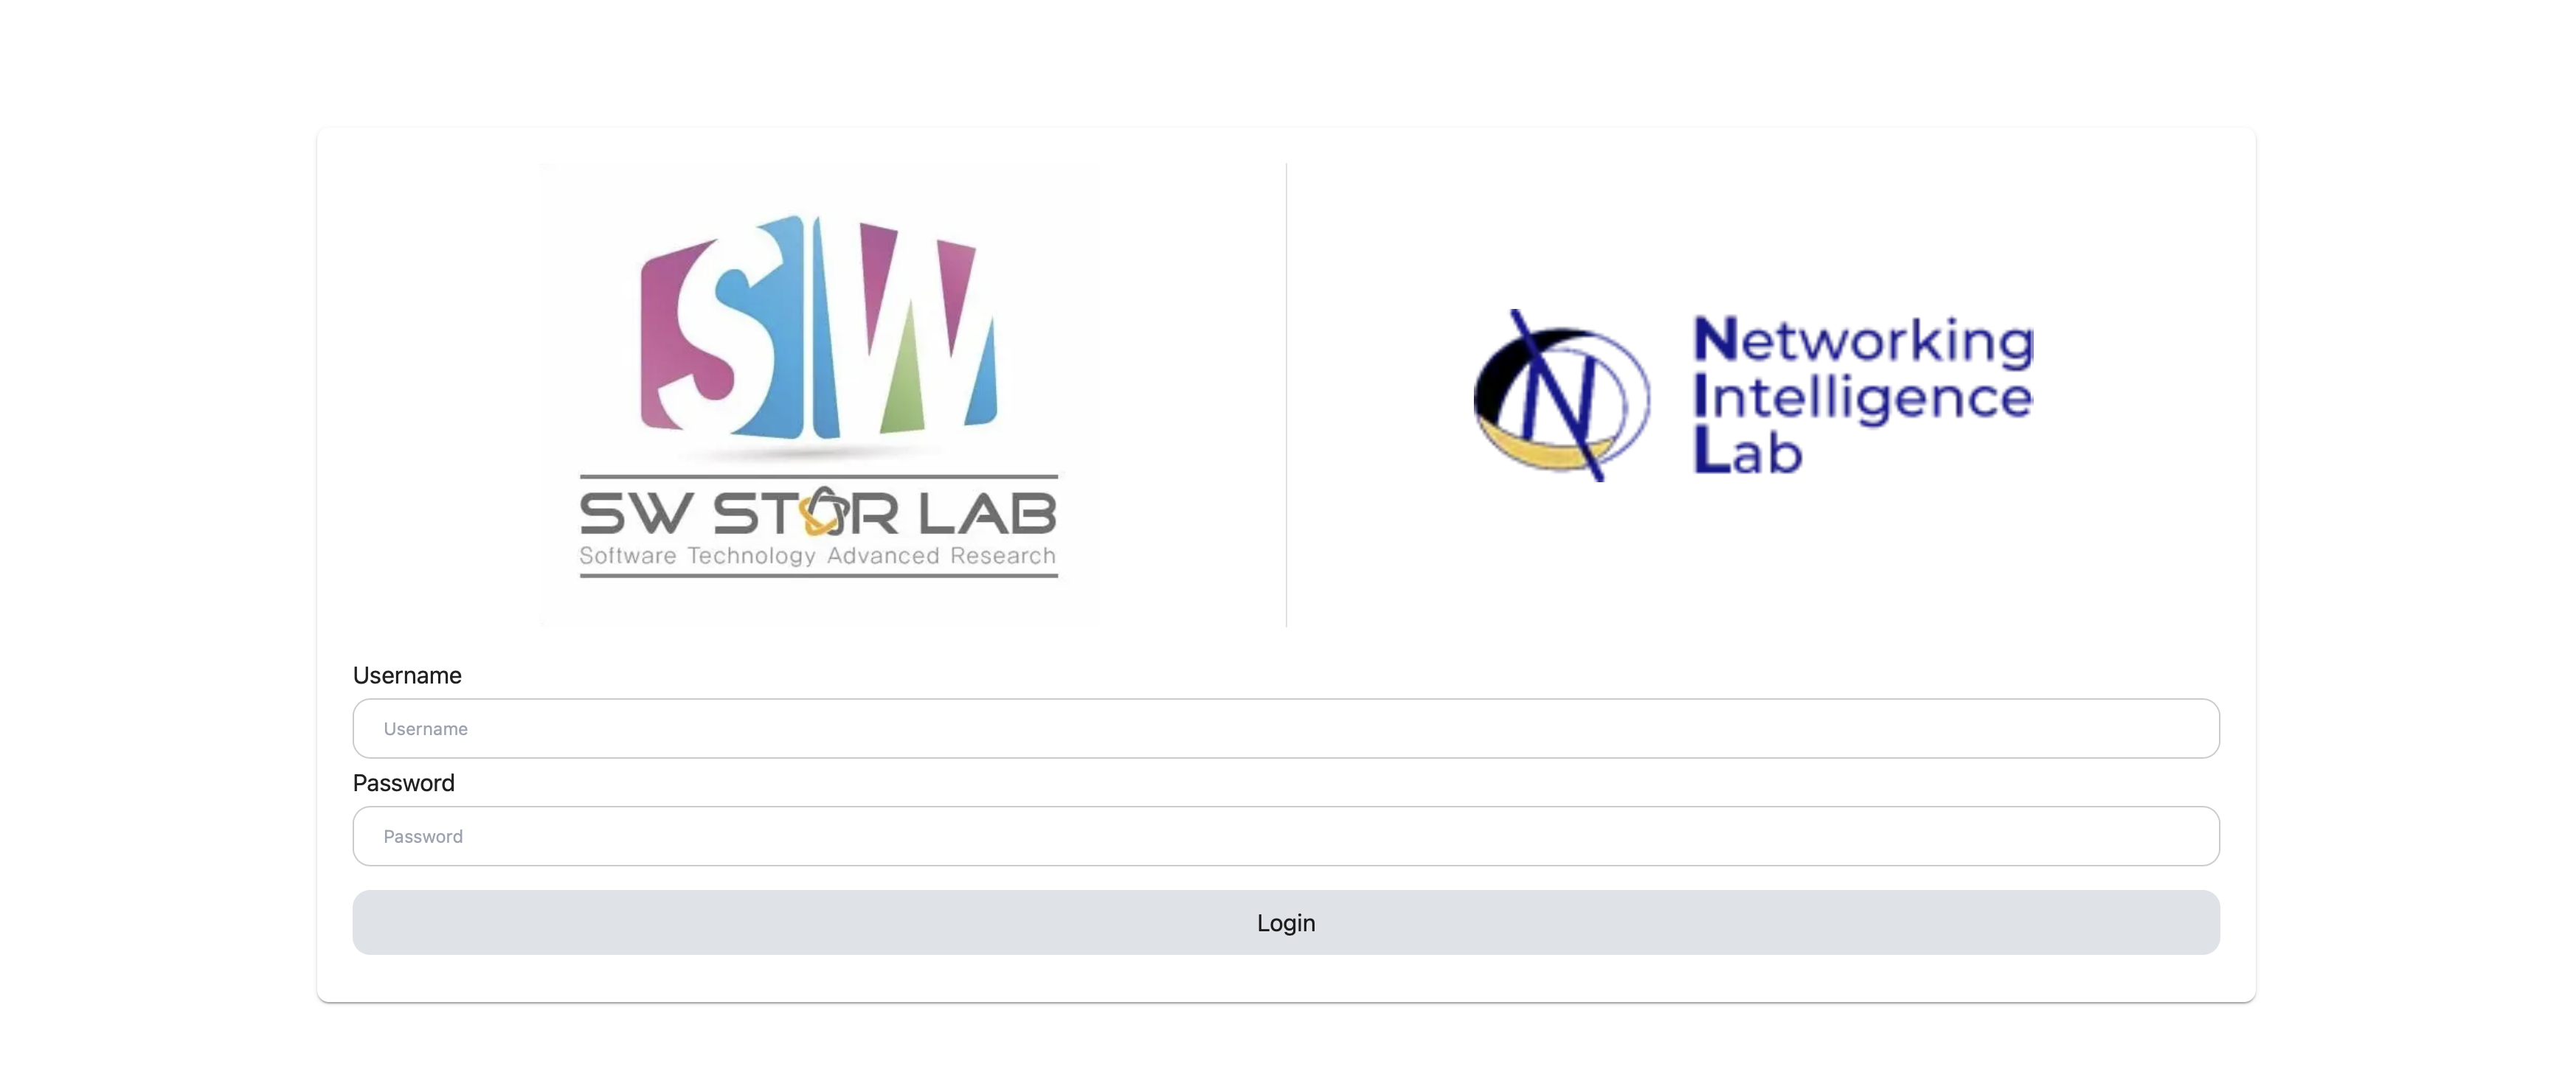 SW
SW STAR LAB
Software Technology Advanced Research
N
Networking
Intelligence
Lab
Username
Username
Password
Password
Login